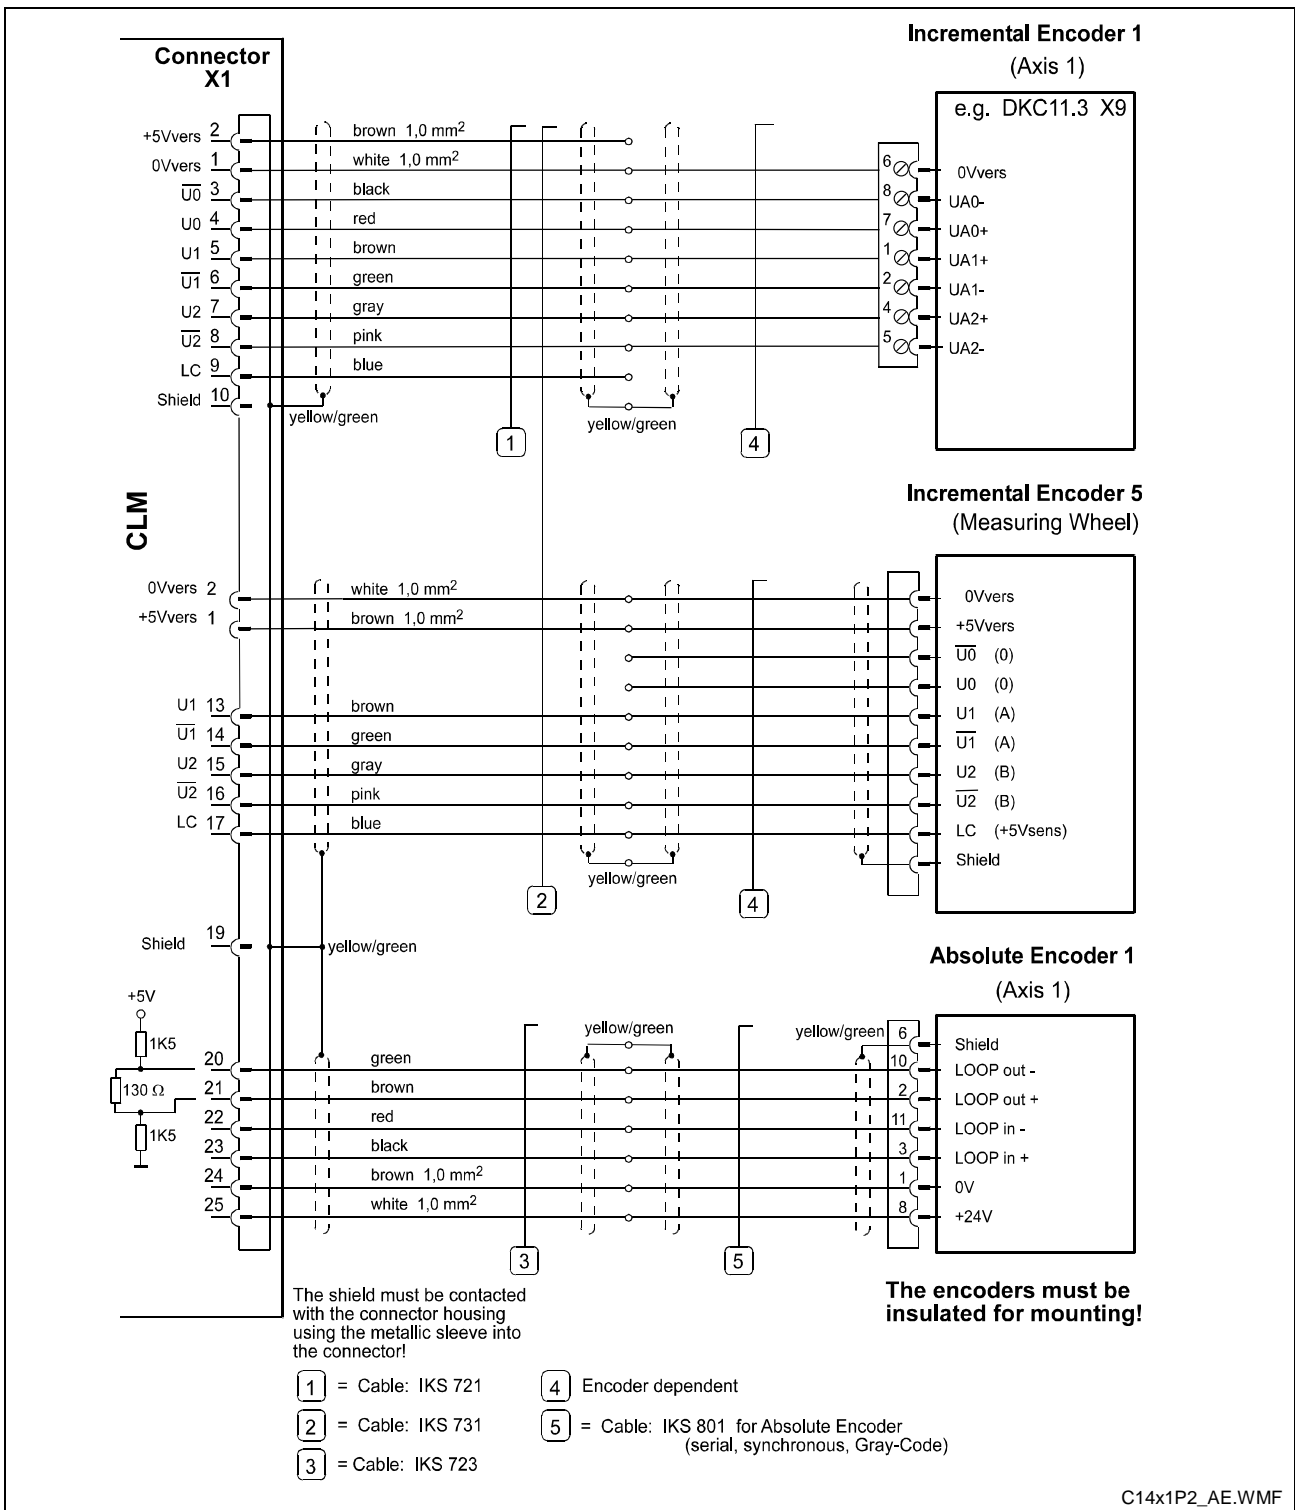 Incremental Encoder 1
(Axis 1)
Connector
X1
e.g. DKC11.3 X9
+5Vvers 2 brown 1,0 mm²
0Vvers 1 white 1,0 mm² 6 0Vvers
U0 3 black 8 UA0-
U0 4 red 7 UA0+
U1 5 brown 1 UA1+
U1 6 green 2 UA1-
U2 7 gray 4 UA2+
U2 8 pink 5 UA2-
LC 9 blue
Shield 10 yellow/green yellow/green
1 4
CLM
Incremental Encoder 5
(Measuring Wheel)
0Vvers 2 white 1,0 mm² 0Vvers
+5Vvers 1 brown 1,0 mm² +5Vvers
U0 (0)
U0 (0)
U1 13 brown U1 (A)
U1 14 green U1 (A)
U2 15 gray U2 (B)
U2 16 pink U2 (B)
LC 17 blue LC (+5Vsens)
Shield
yellow/green
2 4
Shield 19 yellow/green
Absolute Encoder 1
(Axis 1)
+5V
1K5
130 Ω
1K5
yellow/green yellow/green 6 Shield
20 green 10 LOOP out -
21 brown 2 LOOP out +
22 red 11 LOOP in -
23 black 3 LOOP in +
24 brown 1,0 mm² 1 0V
25 white 1,0 mm² 8 +24V
3 5
The shield must be contacted
with the connector housing
using the metallic sleeve into
the connector!
The encoders must be
insulated for mounting!
1 = Cable: IKS 721
2 = Cable: IKS 731
3 = Cable: IKS 723
4 Encoder dependent
5 = Cable: IKS 801 for Absolute Encoder
(serial, synchronous, Gray-Code)
C14x1P2_AE.WMF